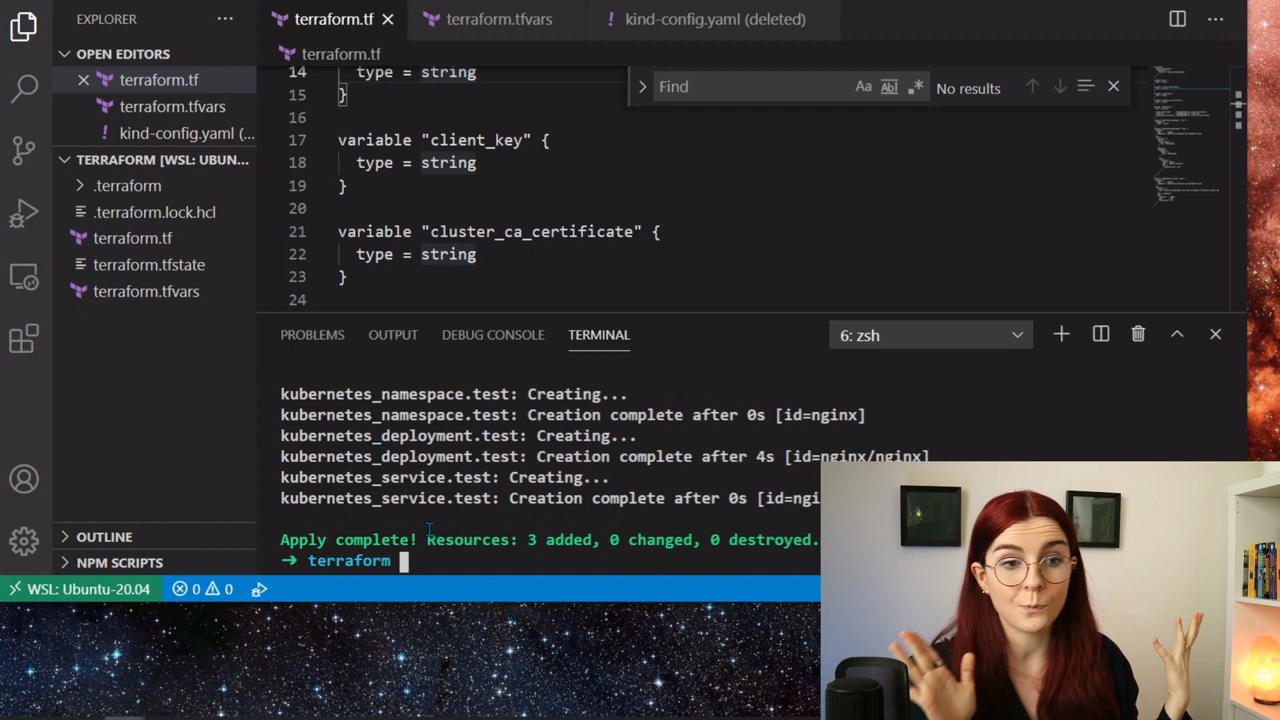 EXPLORER
terraform.tf
terraform.tfvars
! kind-config.yaml (deleted)
OPEN EDITORS
terraform.tf
terraform.tfvars
! kind-config.yaml (...
TERRAFORM [WSL: UBUN...
.terraform
.terraform.lock.hcl
terraform.tf
terraform.tfstate
terraform.tfvars
OUTLINE
NPM SCRIPTS
terraform.tf
Find
Aa
Abl
No results
14 type = string
15 }
16
17 variable "client_key" {
18 type = string
19 }
20
21 variable "cluster_ca_certificate" {
22 type = string
23 }
24
PROBLEMS OUTPUT DEBUG CONSOLE TERMINAL
6: zsh
kubernetes_namespace.test: Creating...
kubernetes_namespace.test: Creation complete after 0s [id=nginx]
kubernetes_deployment.test: Creating...
kubernetes_deployment.test: Creation complete after 4s [id=nginx/nginx]
kubernetes_service.test: Creating...
kubernetes_service.test: Creation complete after 0s [id=ngi
Apply complete! Resources: 3 added, 0 changed, 0 destroyed.
→ terraform
WSL: Ubuntu-20.04
0 0